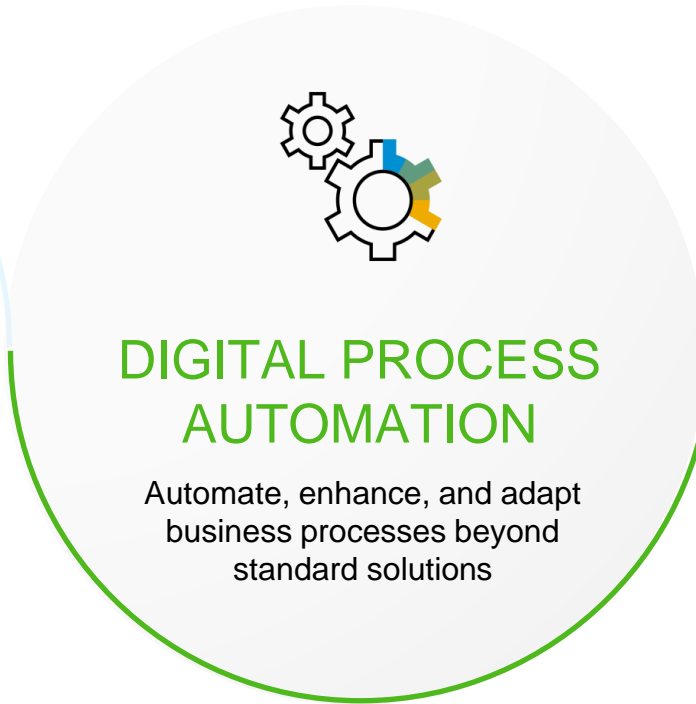 DIGITAL PROCESS
AUTOMATION
Automate, enhance, and adapt
business processes beyond
standard solutions